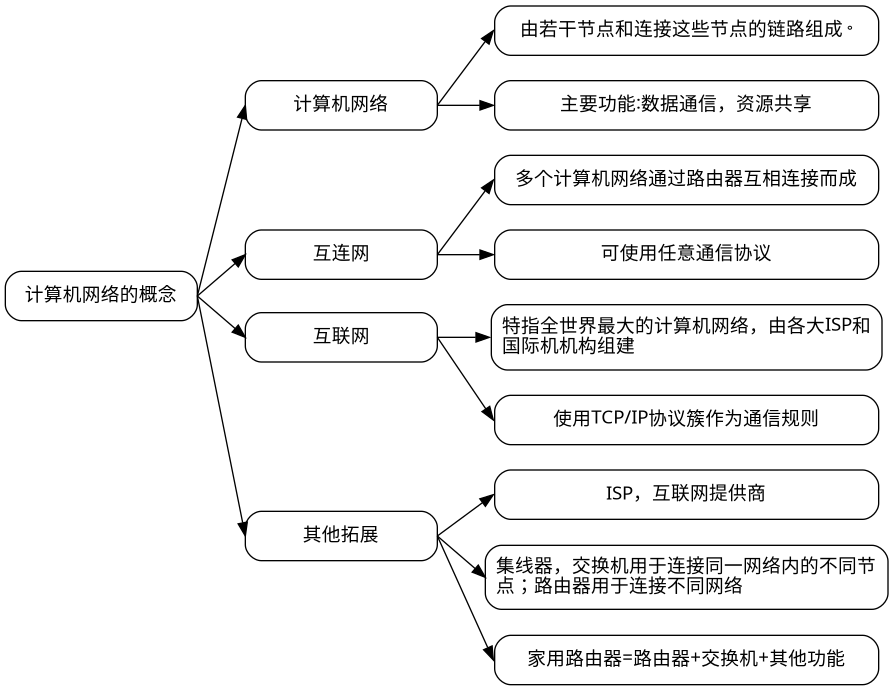 计算机网络的概念
计算机网络
由若干节点和连接这些节点的链路组成。
主要功能:数据通信，资源共享
互连网
多个计算机网络通过路由器互相连接而成
可使用任意通信协议
互联网
特指全世界最大的计算机网络，由各大ISP和
国际机机构组建
使用TCP/IP协议簇作为通信规则
其他拓展
ISP，互联网提供商
集线器，交换机用于连接同一网络内的不同节
点；路由器用于连接不同网络
家用路由器=路由器+交换机+其他功能